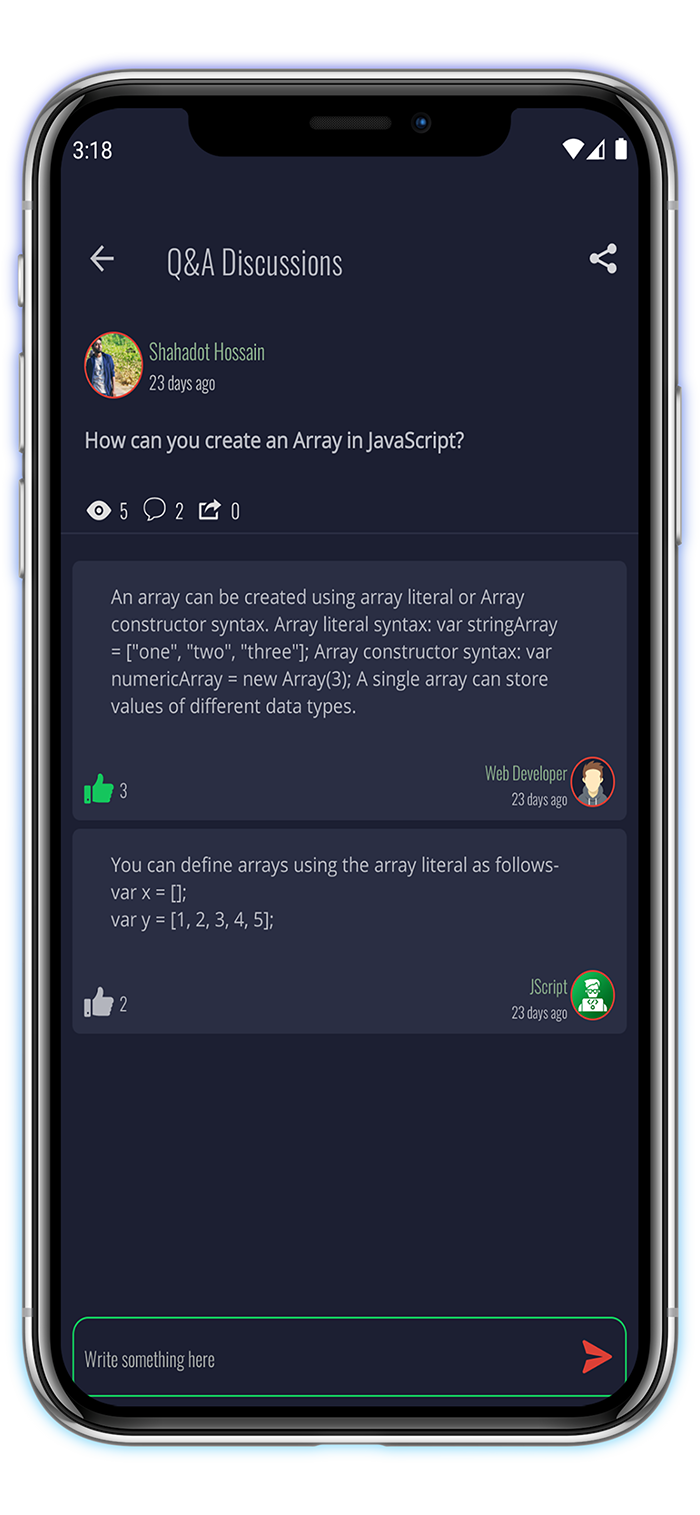 3:18
Q&A Discussions
Shahadot Hossain
23 days ago
How can you create an Array in JavaScript?
5 2 0
An array can be created using array literal or Array
constructor syntax. Array literal syntax: var stringArray
= ["one", "two", "three"]; Array constructor syntax: var
numericArray = new Array(3); A single array can store
values of different data types.
3
Web Developer
23 days ago
You can define arrays using the array literal as follows-
var x = [];
var y = [1, 2, 3, 4, 5];
2
JScript
23 days ago
Write something here